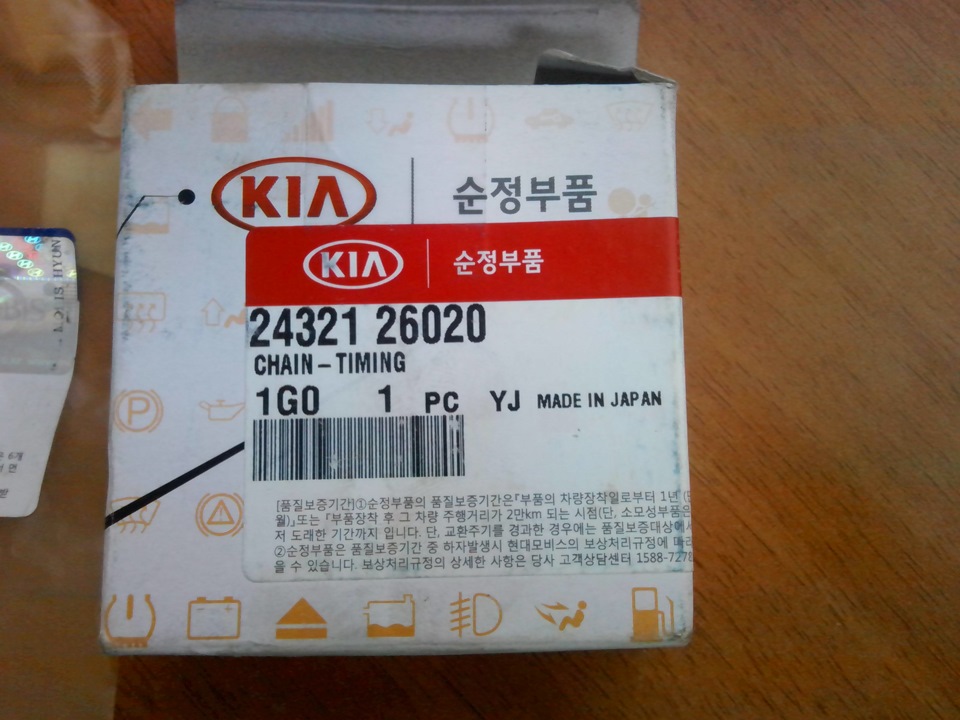 KIA 순정부품
KIA 순정부품
24321 26020
CHAIN-TIMING
1G0 1 PC YJ MADE IN JAPAN
[품질보증기간]①순정부품의 품질보증기간은『부품의 차량장착일로부터 1년
월)』또는『부품장착 후 그 차량 주행거리가 2만km 되는 시점(단, 소모성부품은
저 도래한 기간까지 입니다. 단, 교환주기를 경과한 경우에는 품질보증대상에서
②순정부품은 품질보증기간 중 하자발생시 현대모비스의 보상처리규정에 따라
을 수 있습니다. 보상처리규정의 상세한 사항은 당사 고객상담센터 1588-7278
P
은 6개
면
받